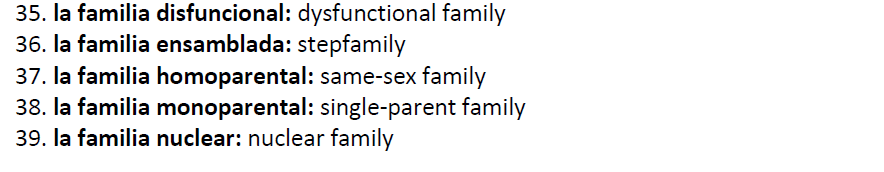 35. la familia disfuncional: dysfunctional family
36. la familia ensamblada: stepfamily
37. la familia homoparental: same-sex family
38. la familia monoparental: single-parent family
39. la familia nuclear: nuclear family